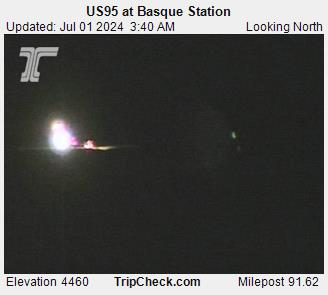 US95 at Basque Station
Updated: Jul 01 2024 3:40 AM Looking North
Elevation 4460 TripCheck.com Milepost 91.62